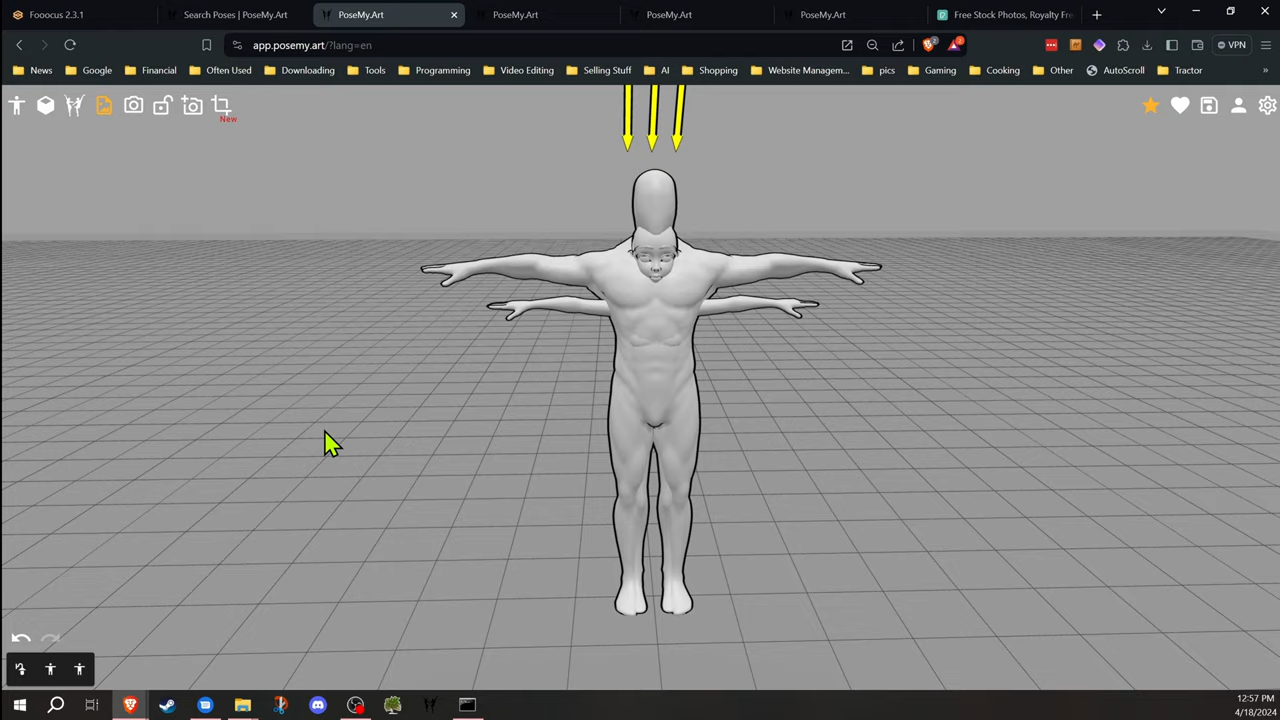 Fooocus 2.3.1
Search Poses | PoseMy.Art
PoseMy.Art
PoseMy.Art
PoseMy.Art
PoseMy.Art
Free Stock Photos, Royalty Fre
app.posemy.art/?lang=en
2
2
VPN
News
Google
Financial
Often Used
Downloading
Tools
Programming
Video Editing
Selling Stuff
AI
Shopping
Website Managem...
pics
Gaming
Cooking
Other
AutoScroll
Tractor
»
New
12:57 PM
4/18/2024